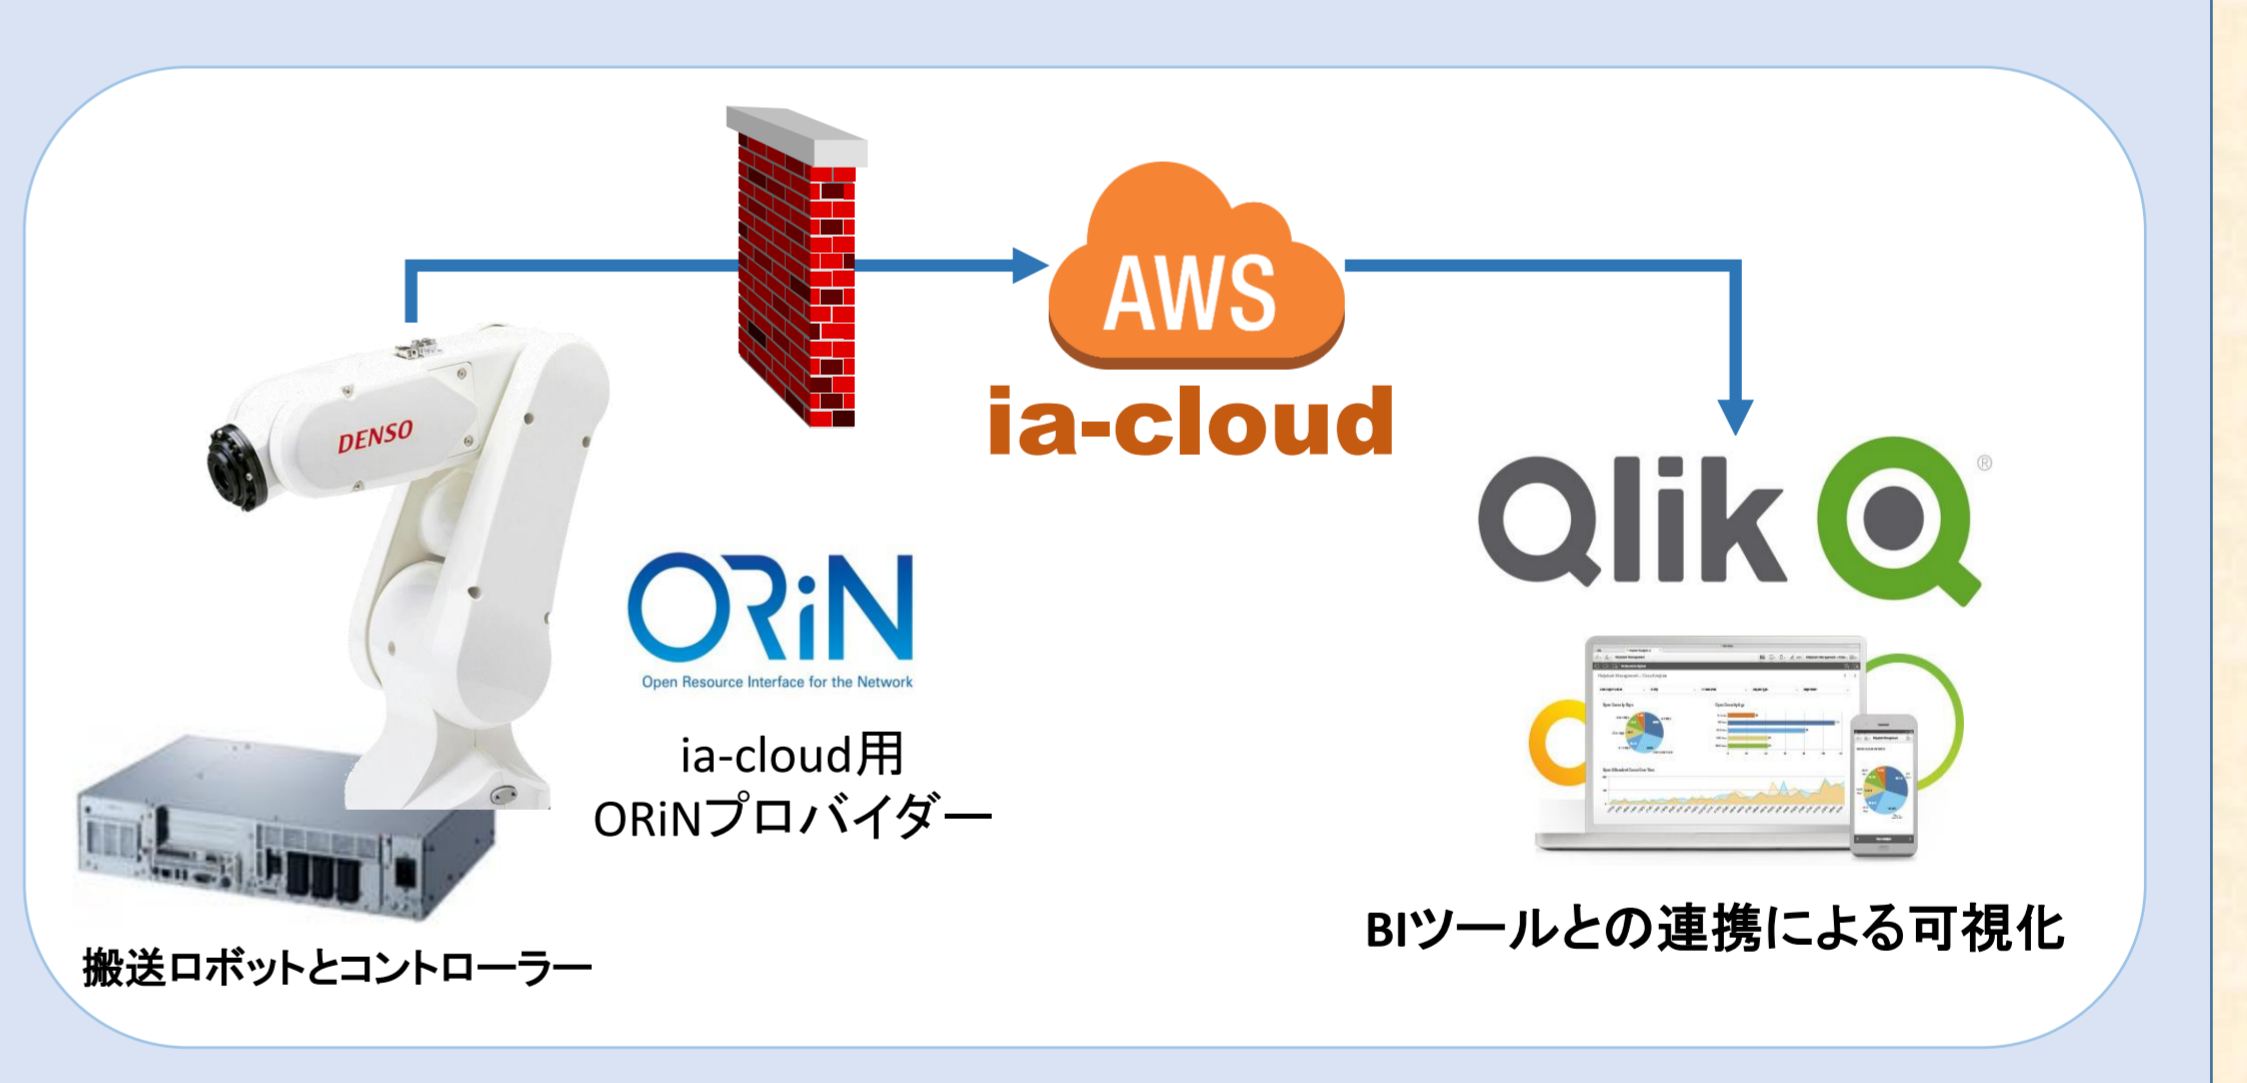 AWS
ia-cloud
DENSO
Qlik
®
ORiN
Open Resource Interface for the Network
ia-cloud用
ORiNプロバイダー
搬送ロボットとコントローラー
BIツールとの連携による可視化